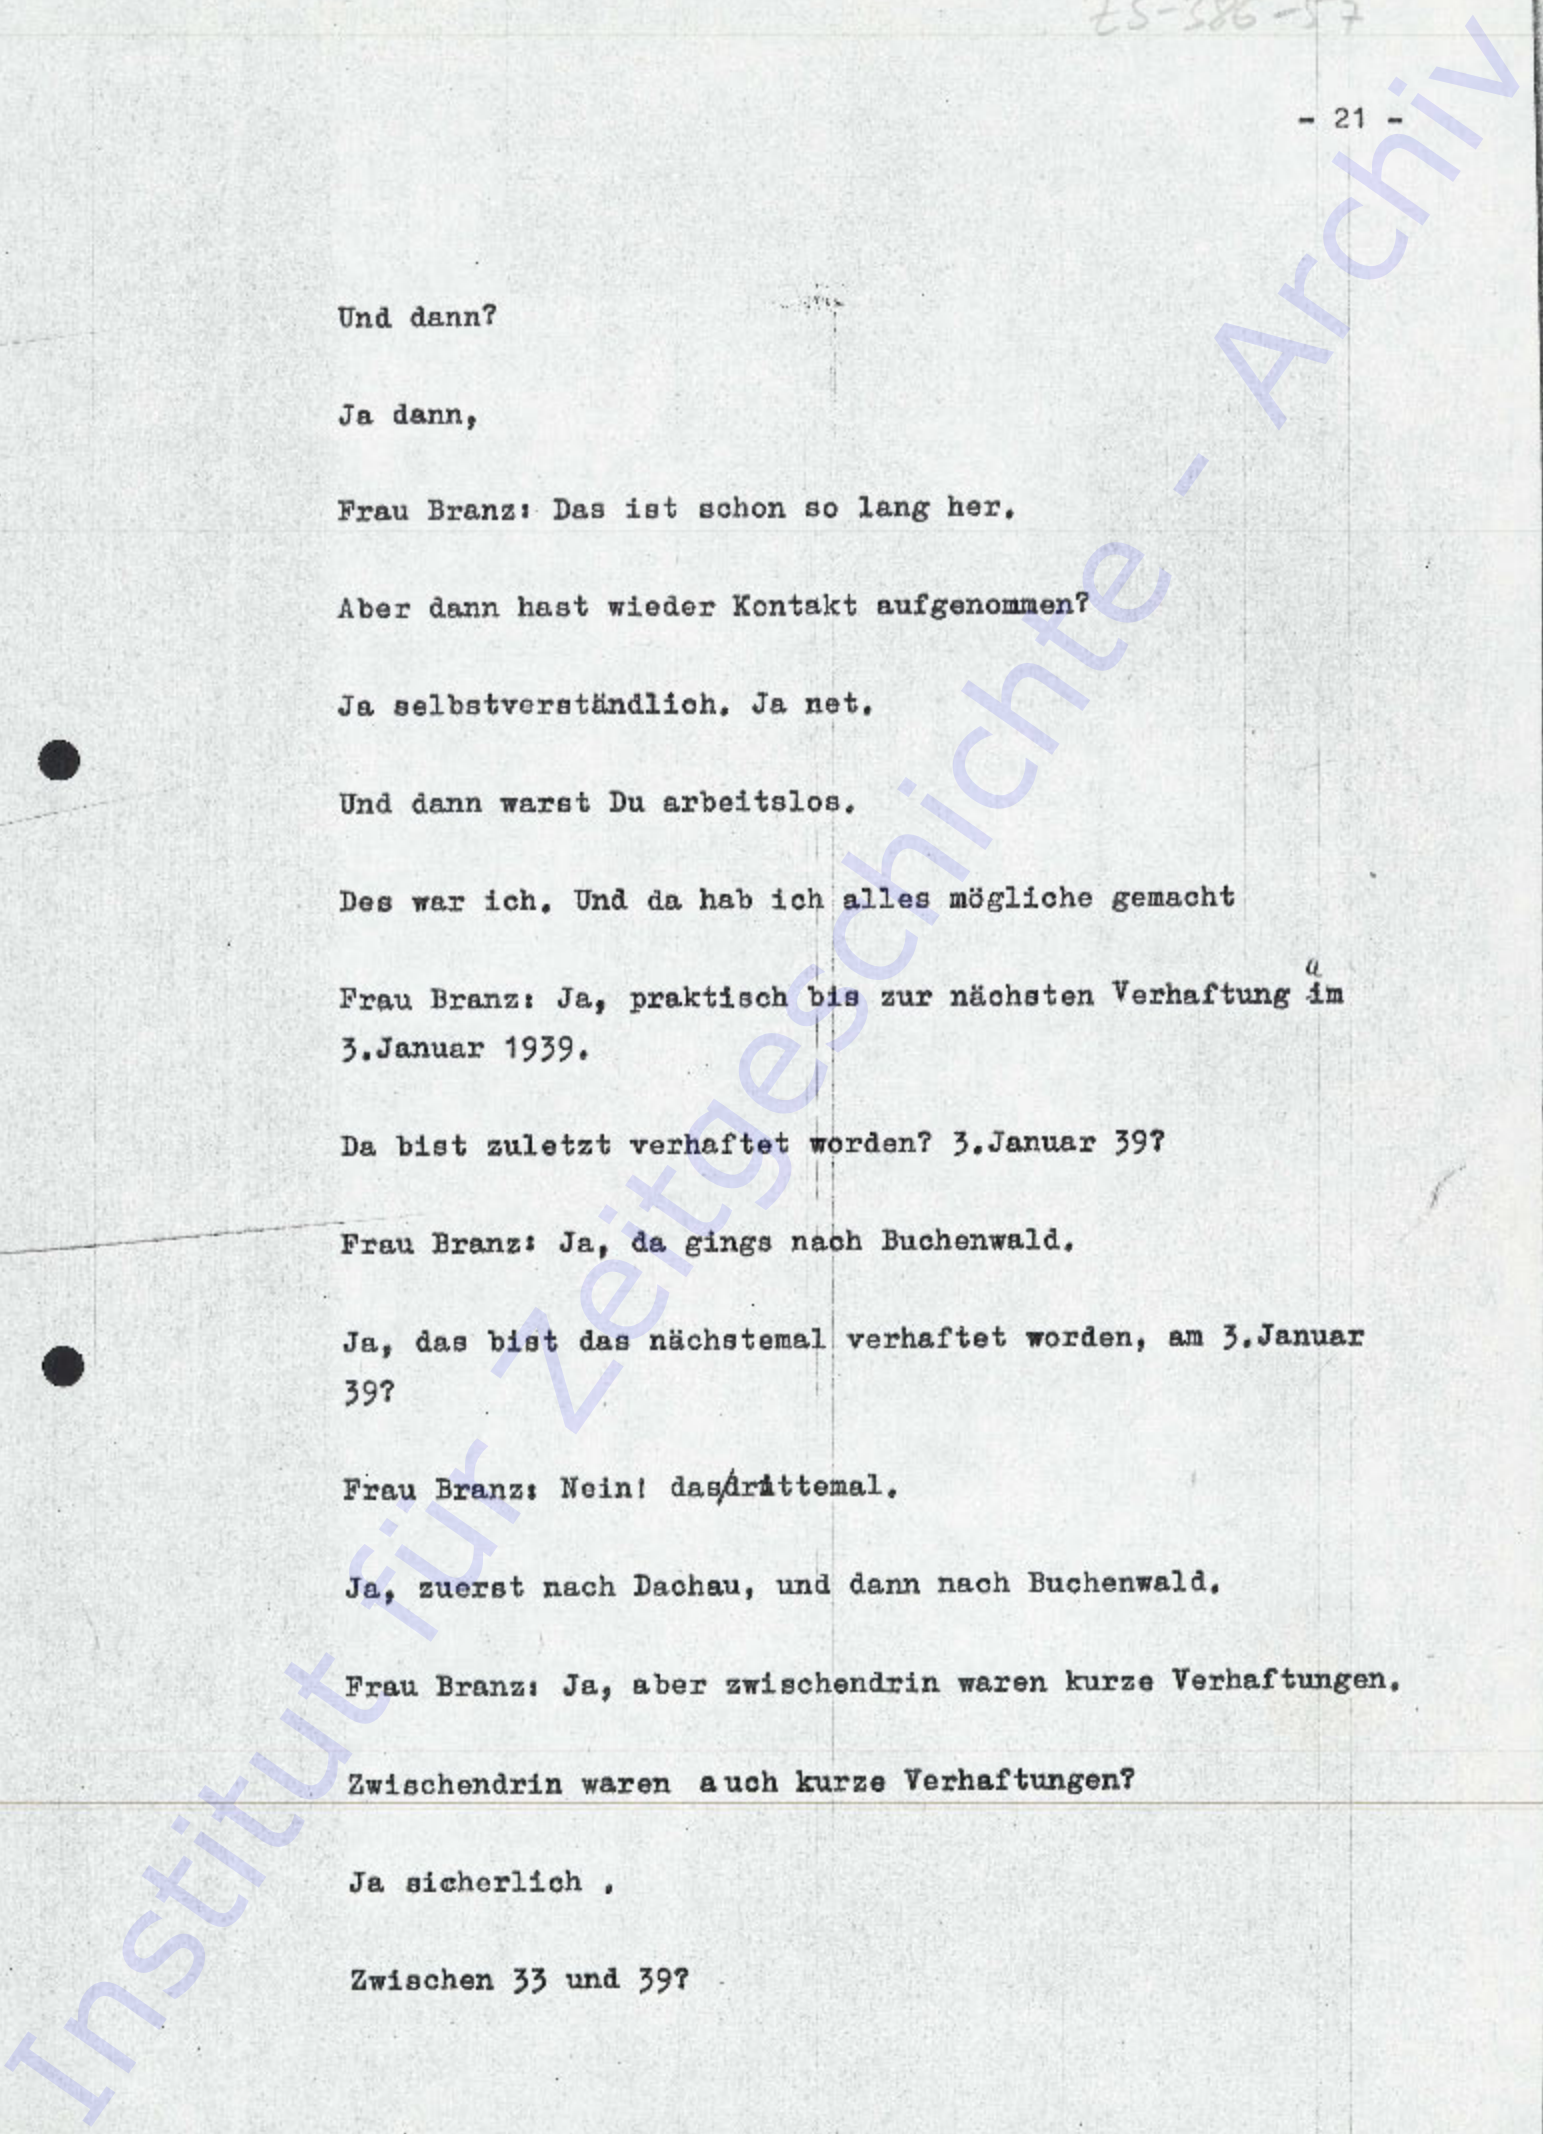 ZS-386-57
- 21 -
Und dann?
Ja dann,
Frau Branz: Das ist schon so lang her.
Aber dann hast wieder Kontakt aufgenommen?
Ja selbstverständlich. Ja net.
Und dann warst Du arbeitslos.
Des war ich. Und da hab ich alles mögliche gemacht
a
Frau Branz: Ja, praktisch bis zur nächsten Verhaftung im
3.Januar 1939.
Da bist zuletzt verhaftet worden? 3.Januar 39?
Frau Branz: Ja, da gings nach Buchenwald.
Ja, das bist das nächstemal verhaftet worden, am 3.Januar
39?
Frau Branz: Nein! das/drittemal.
Ja, zuerst nach Dachau, und dann nach Buchenwald.
Frau Branz: Ja, aber zwischendrin waren kurze Verhaftungen.
Zwischendrin waren auch kurze Verhaftungen?
Ja sicherlich .
Zwischen 33 und 39?
Institut für Zeitgeschichte - Archiv